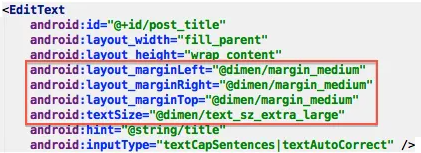 <EditText
android:id="@+id/post_title"
android:layout_width="fill_parent"
android:layout_height="wrap_content"
android:layout_marginLeft="@dimen/margin_medium"
android:layout_marginRight="@dimen/margin_medium"
android:layout_marginTop="@dimen/margin_medium"
android:textSize="@dimen/text_sz_extra_large"
android:hint="@string/title"
android:inputType="textCapSentences|textAutoCorrect" />